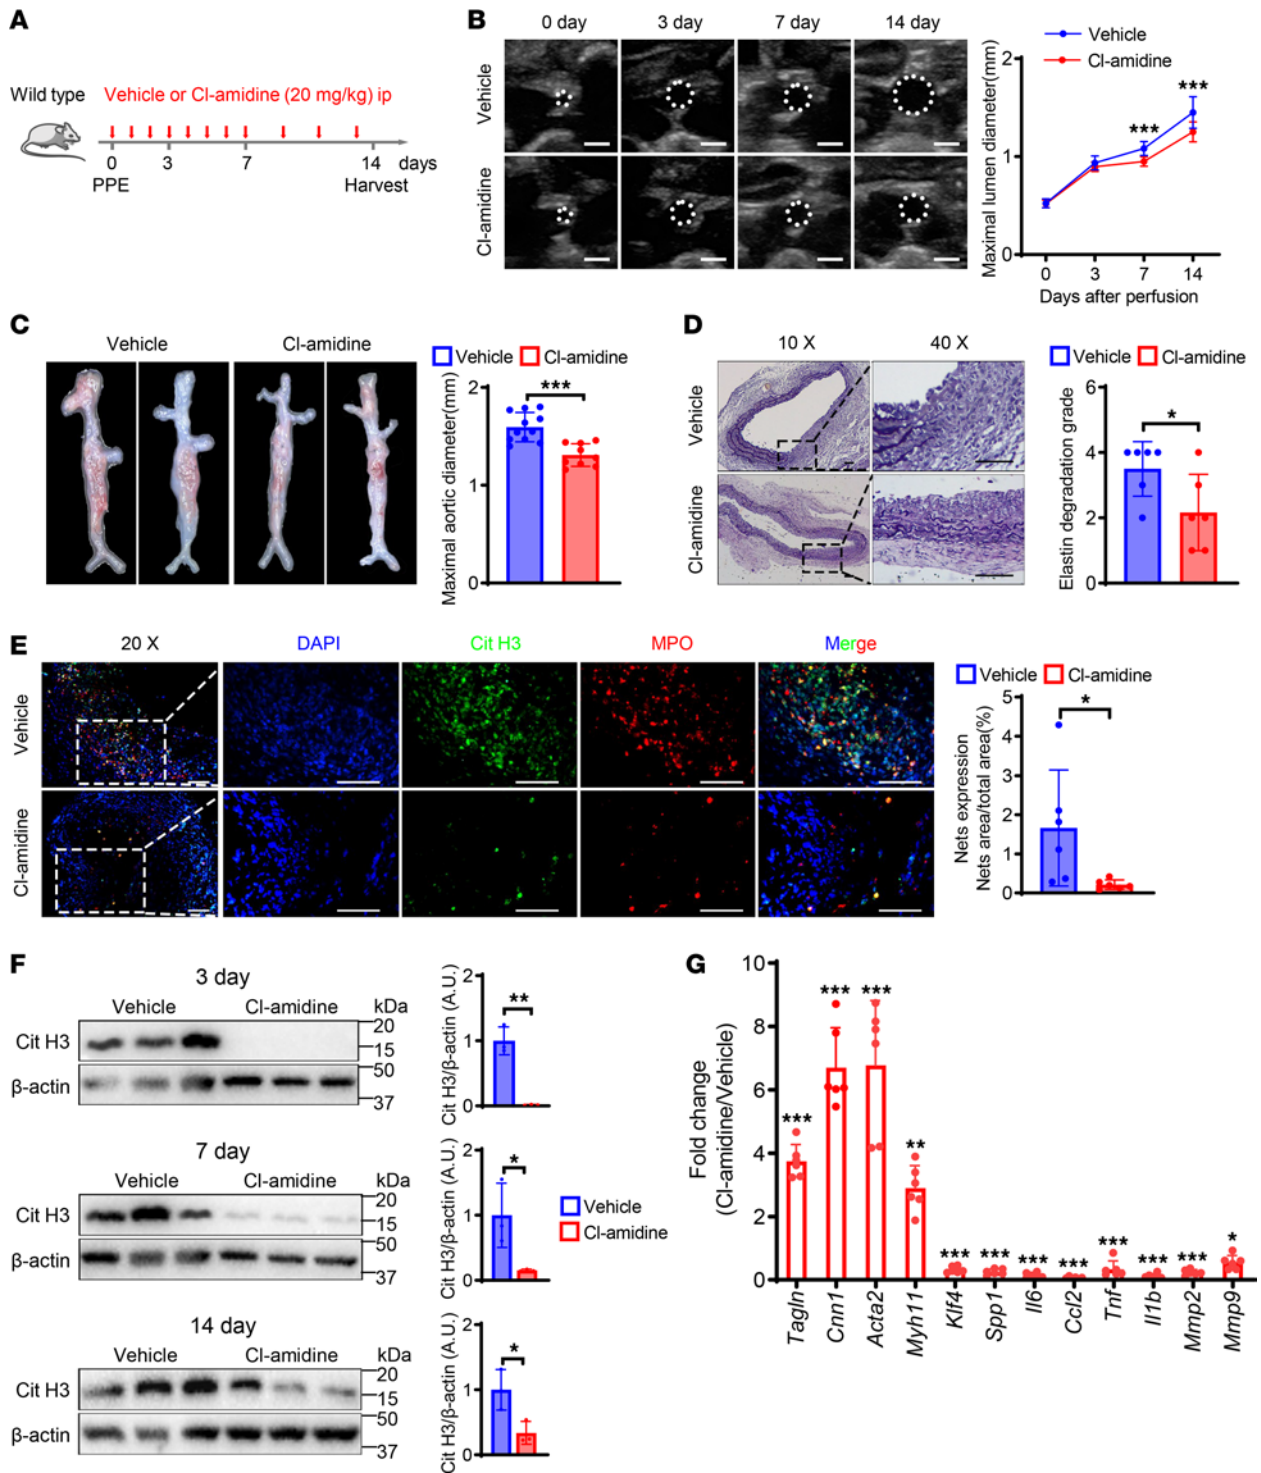 A
Wild type
Vehicle or Cl-amidine (20 mg/kg) ip
0
3
7
14
days
PPE
Harvest
B
0 day
3 day
7 day
14 day
Vehicle
Cl-amidine
Vehicle
Cl-amidine
Maximal lumen diameter(mm)
2
1
0
***
***
0
3
7
14
Days after perfusion
C
Vehicle
Cl-amidine
Vehicle
Cl-amidine
Maximal aortic diameter(mm)
2
1
0
***
D
10 X
40 X
Vehicle
Cl-amidine
Vehicle
Cl-amidine
Elastin degradation grade
6
4
2
0
*
E
20 X
DAPI
Cit H3
MPO
Merge
Vehicle
Cl-amidine
Vehicle
Cl-amidine
Nets expression
Nets area/total area(%)
5
4
3
2
1
0
*
F
3 day
Vehicle
Cl-amidine
kDa
Cit H3
20
15
β-actin
50
37
Cit H3/β-actin (A.U.)
2
1
0
**
7 day
Vehicle
Cl-amidine
kDa
Cit H3
20
15
β-actin
50
37
Cit H3/β-actin (A.U.)
2
1
0
*
Vehicle
Cl-amidine
14 day
Vehicle
Cl-amidine
kDa
Cit H3
20
15
β-actin
50
37
Cit H3/β-actin (A.U.)
2
1
0
*
G
Fold change
(Cl-amidine/Vehicle)
10
8
6
4
2
0
***
***
***
**
***
***
***
***
***
***
***
*
Tagln
Cnn1
Acta2
Myh11
Klf4
Spp1
Il6
Ccl2
Tnf
Il1b
Mmp2
Mmp9